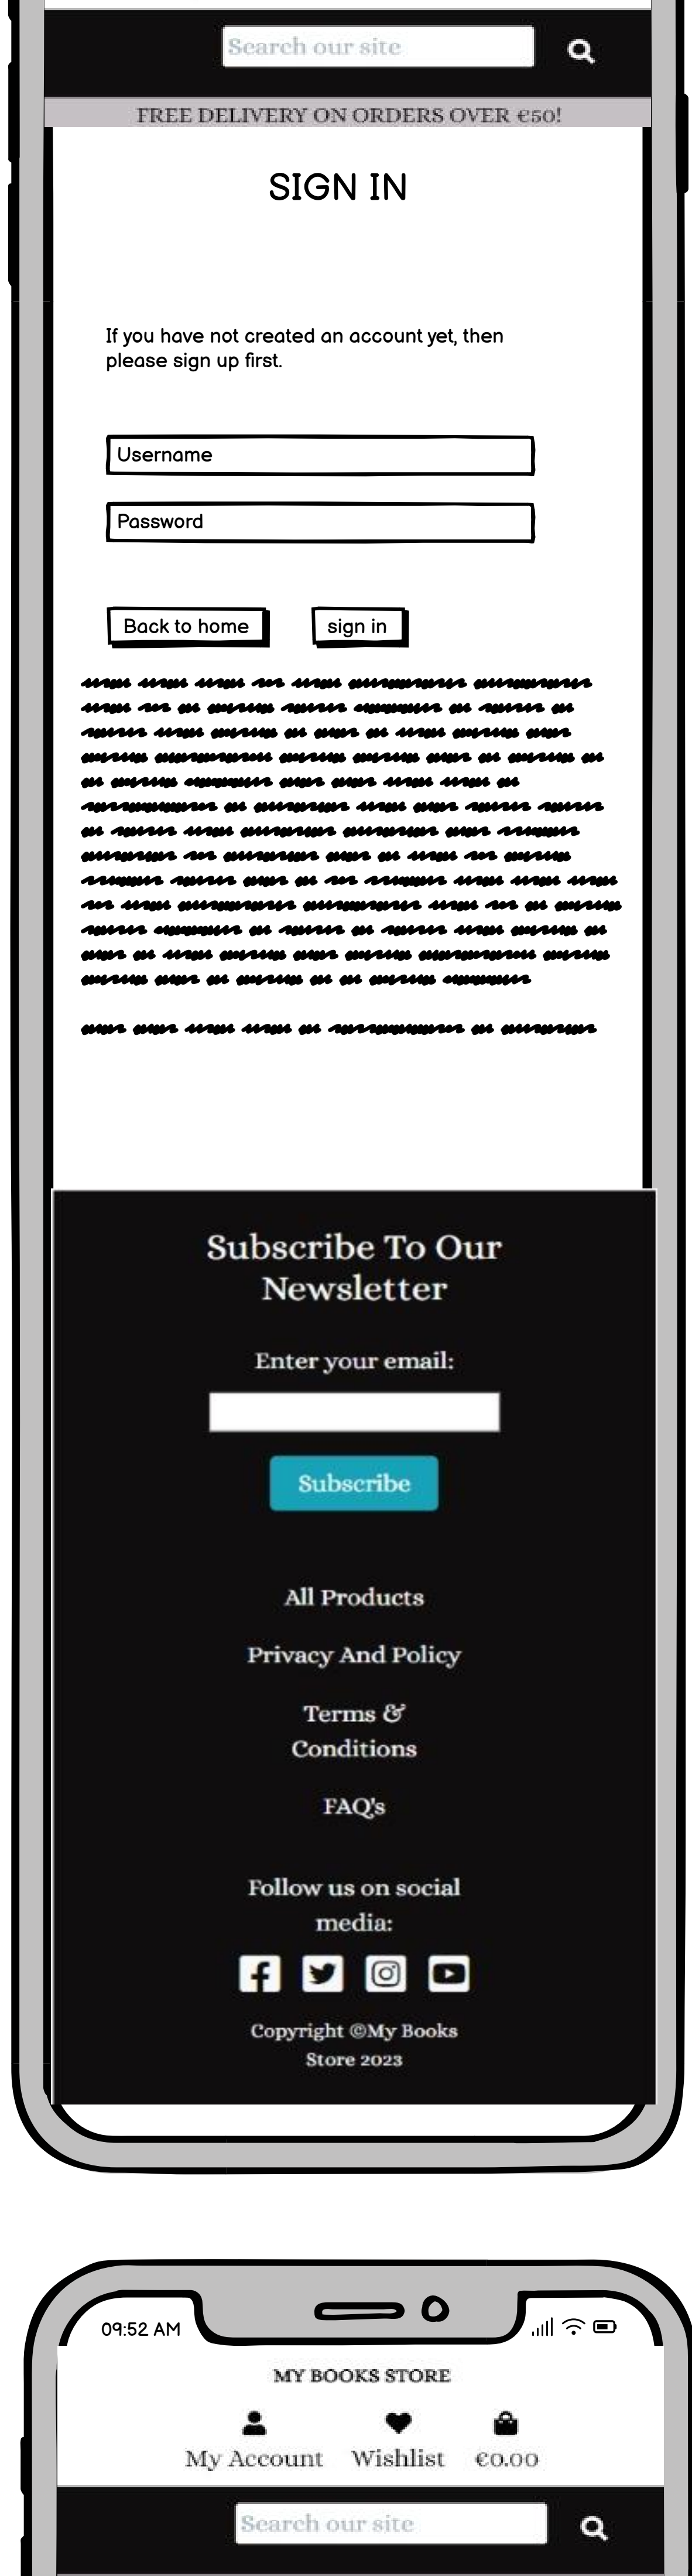 Search our site
FREE DELIVERY ON ORDERS OVER €50!
SIGN IN
If you have not created an account yet, then
please sign up first.
Username
Password
Back to home sign in
Subscribe To Our
Newsletter
Enter your email:
Subscribe
All Products
Privacy And Policy
Terms &
Conditions
FAQ's
Follow us on social
media:
Copyright ©My Books
Store 2023
09:52 AM
MY BOOKS STORE
My Account Wishlist €0.00
Search our site